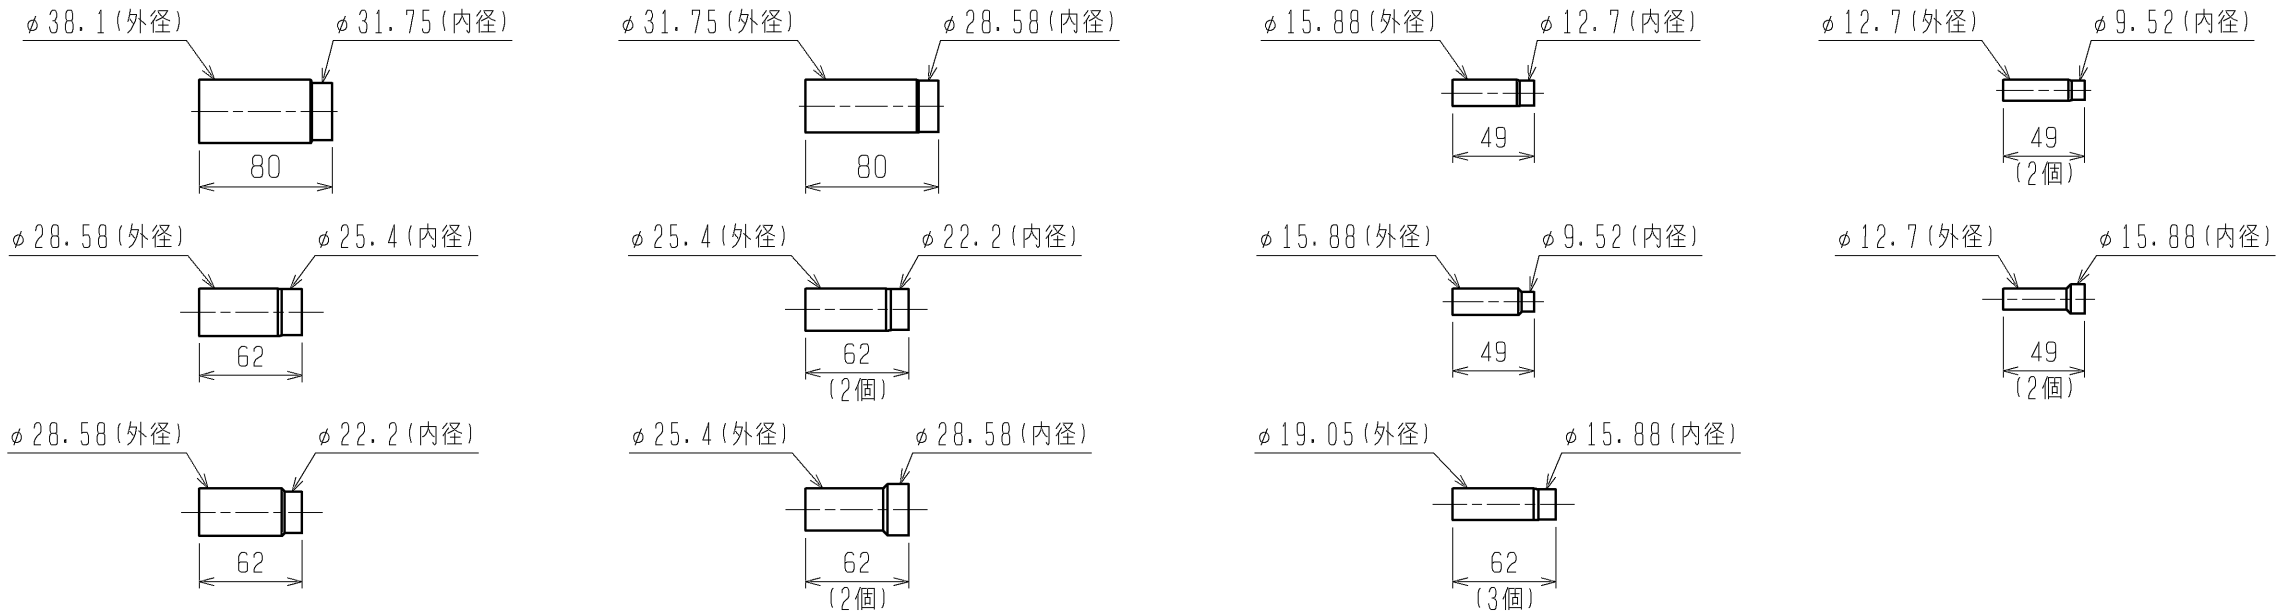 φ38.1(外径) φ31.75(内径) φ31.75(外径) φ28.58(内径) φ15.88(外径) φ12.7(内径) φ12.7(外径) φ9.52(内径)
80 80 49 49
(2個)
φ28.58(外径) φ25.4(内径) φ25.4(外径) φ22.2(内径) φ15.88(外径) φ9.52(内径) φ12.7(外径) φ15.88(内径)
62 62 49 49
(2個) (2個)
φ28.58(外径) φ22.2(内径) φ25.4(外径) φ28.58(内径) φ19.05(外径) φ15.88(内径)
62 62 62
(2個) (3個)